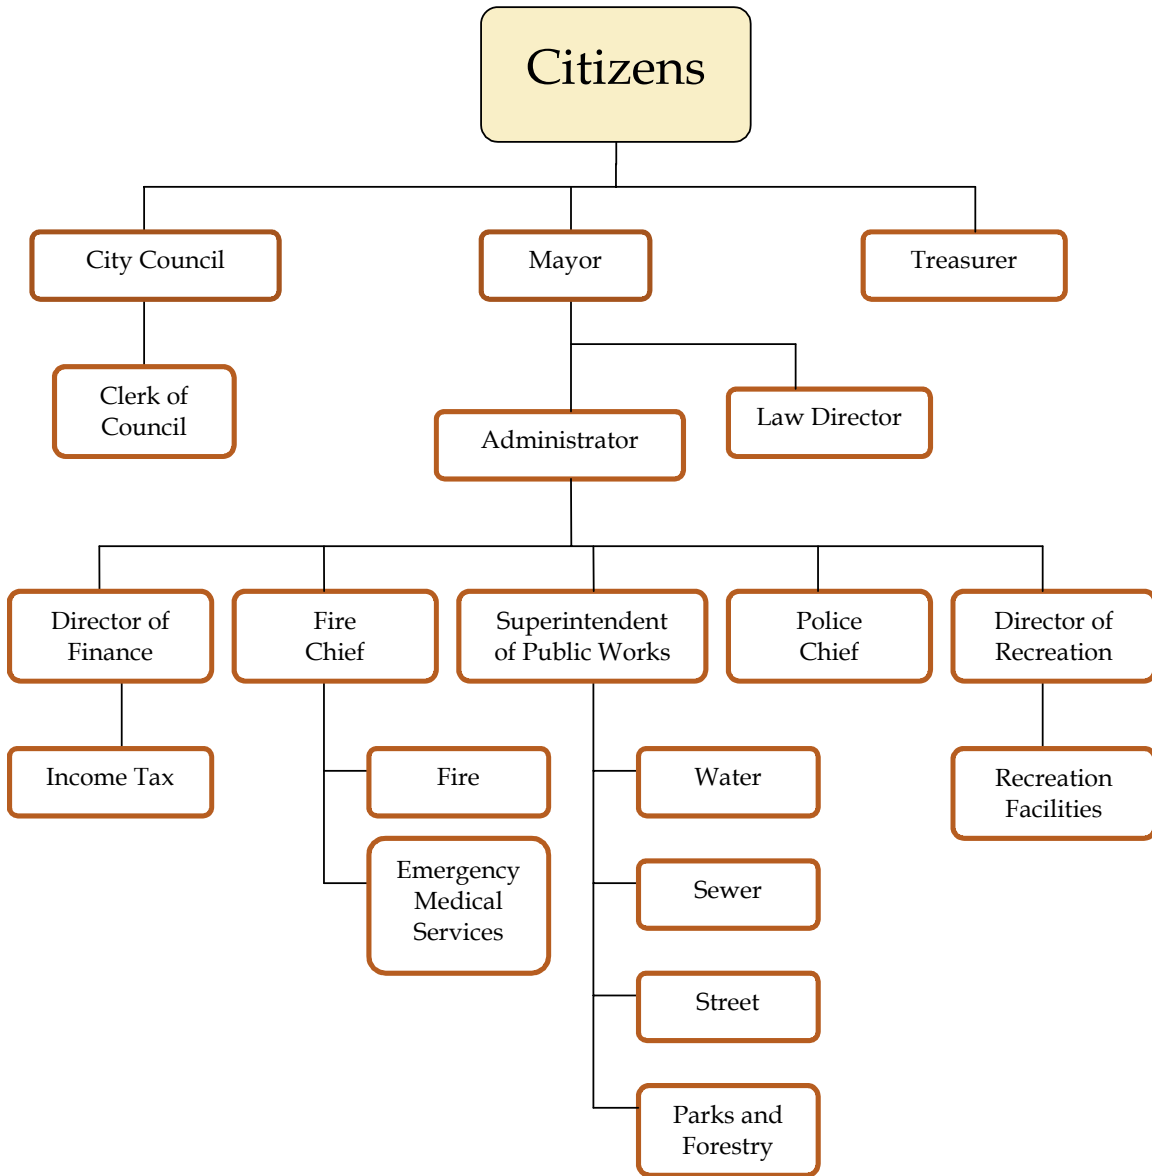 Citizens
City Council
Mayor
Treasurer
Clerk of
Council
Law Director
Administrator
Director of
Finance
Fire
Chief
Superintendent
of Public Works
Police
Chief
Director of
Recreation
Income Tax
Fire
Water
Recreation
Facilities
Emergency
Medical
Services
Sewer
Street
Parks and
Forestry